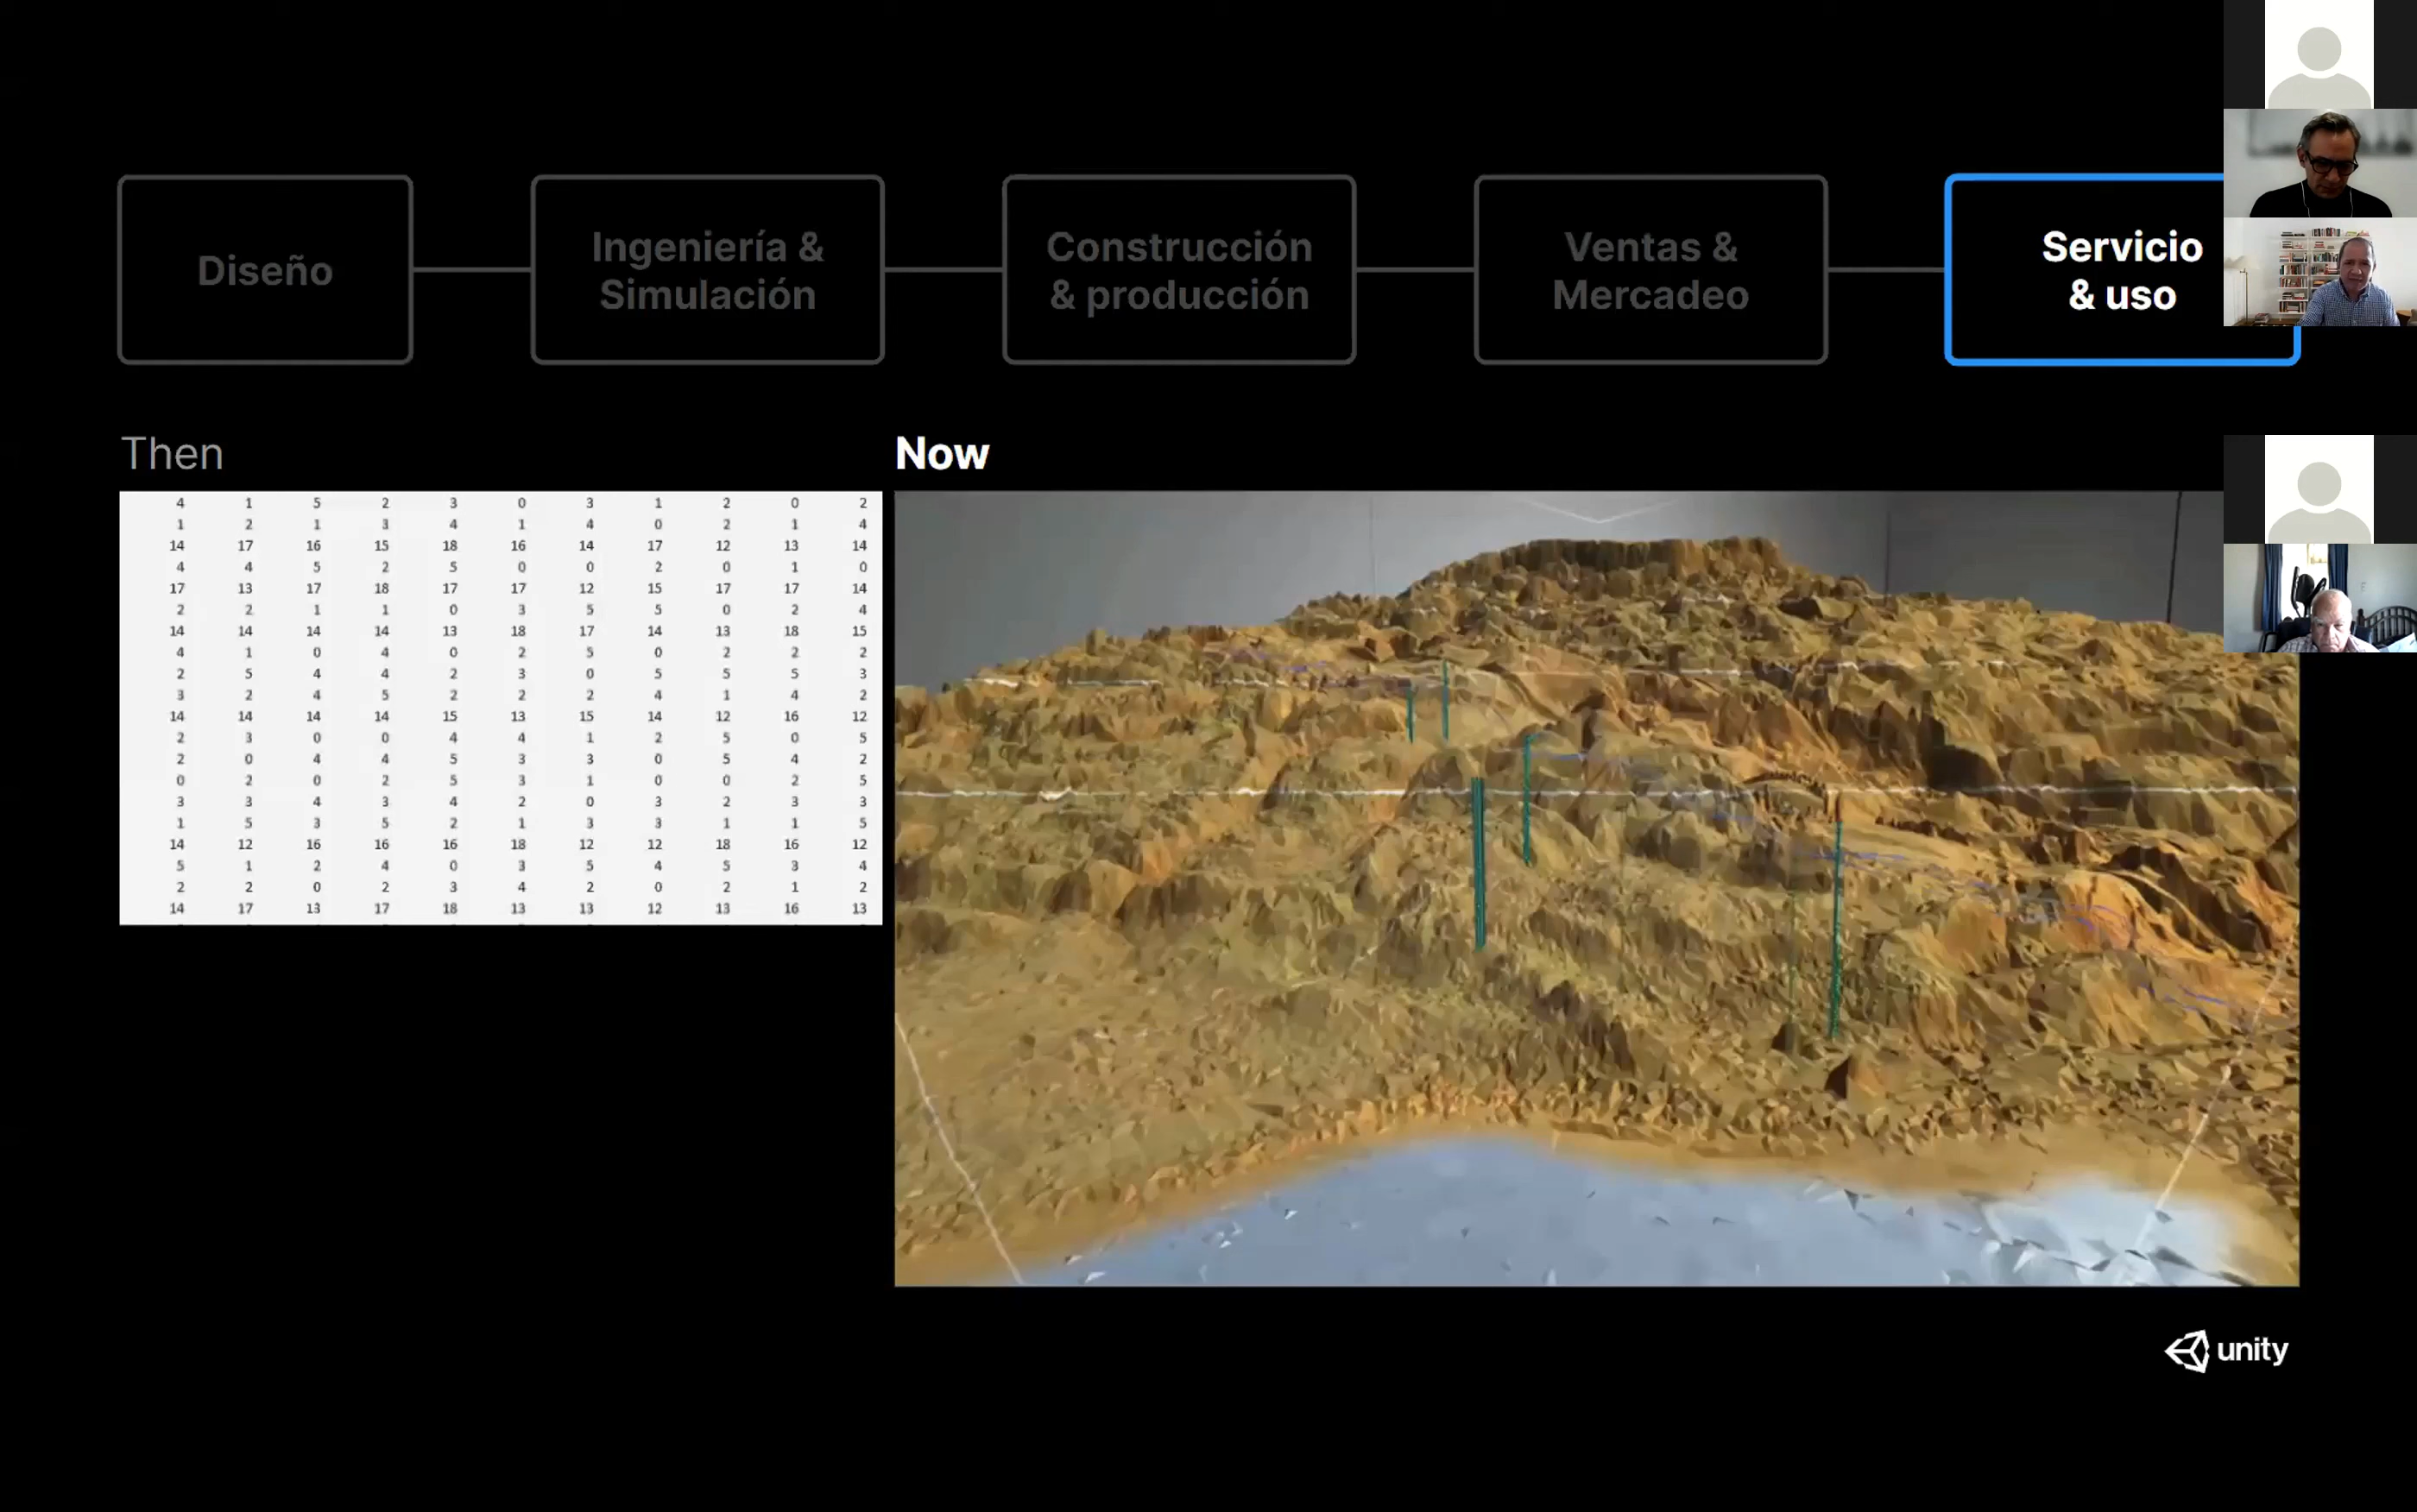 Diseño
Ingeniería &
Simulación
Construcción
& producción
Ventas &
Mercadeo
Servicio
& uso
Then
Now
4 1 5 2 3 0 3 1 2 0 2
1 2 1 3 4 1 4 0 2 1 4
14 17 16 15 18 16 14 17 12 13 14
4 4 5 2 5 0 0 2 0 1 0
17 13 17 18 17 17 12 15 17 17 14
2 2 1 1 0 3 5 5 0 2 4
14 14 14 14 13 18 17 14 13 18 15
4 1 0 4 0 2 5 0 2 2 2
2 5 4 4 2 3 0 5 5 5 3
3 2 4 5 2 2 2 4 1 4 2
14 14 14 14 15 13 15 14 12 16 12
2 3 0 0 4 4 1 2 5 0 5
2 0 4 4 5 3 3 0 5 4 2
0 2 0 2 5 3 1 0 0 2 5
3 3 4 3 4 2 0 3 2 3 3
1 5 3 5 2 1 3 3 1 1 5
14 12 16 16 16 18 12 12 18 16 12
5 1 2 4 0 3 5 4 5 3 4
2 2 0 2 3 4 2 0 2 1 2
14 17 13 17 18 13 13 12 13 16 13
unity